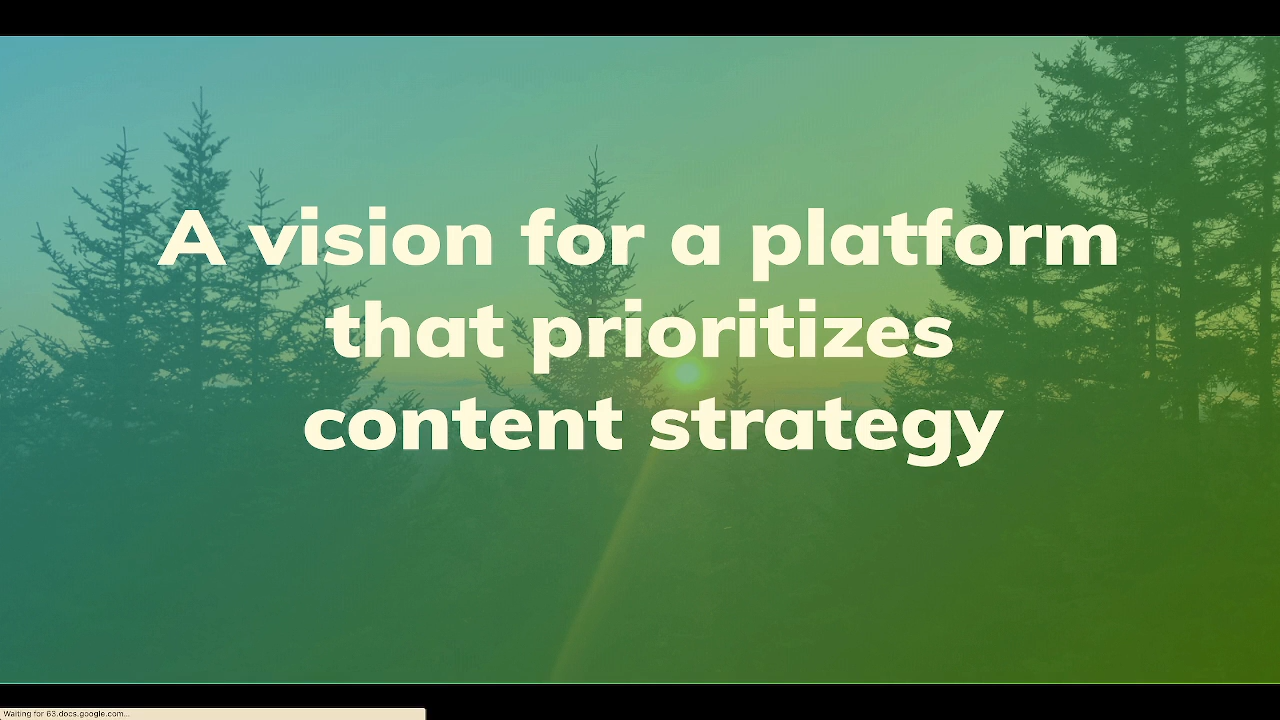 A vision for a platform
that prioritizes
content strategy
Waiting for 63.docs.google.com...